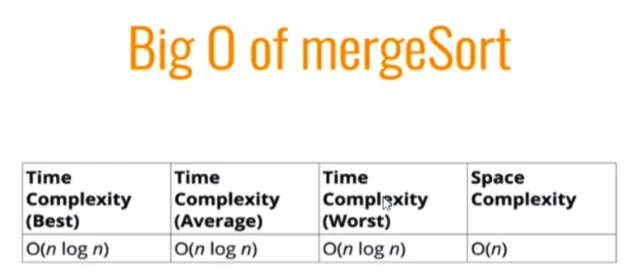 Big O of mergeSort
Time Complexity (Best)
Time Complexity (Average)
Time Complexity (Worst)
Space Complexity
O(n log n)
O(n log n)
O(n log n)
O(n)